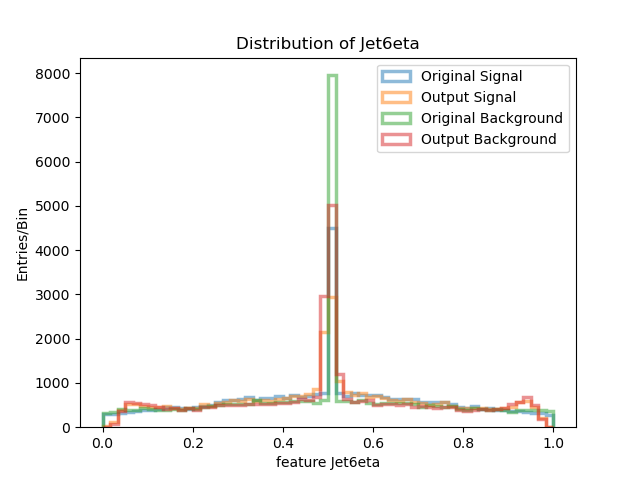 Distribution of Jet6eta
Original Signal
Output Signal
Original Background
Output Background
Entries/Bin
8000
7000
6000
5000
4000
3000
2000
1000
0
0.0 0.2 0.4 0.6 0.8 1.0
feature Jet6eta